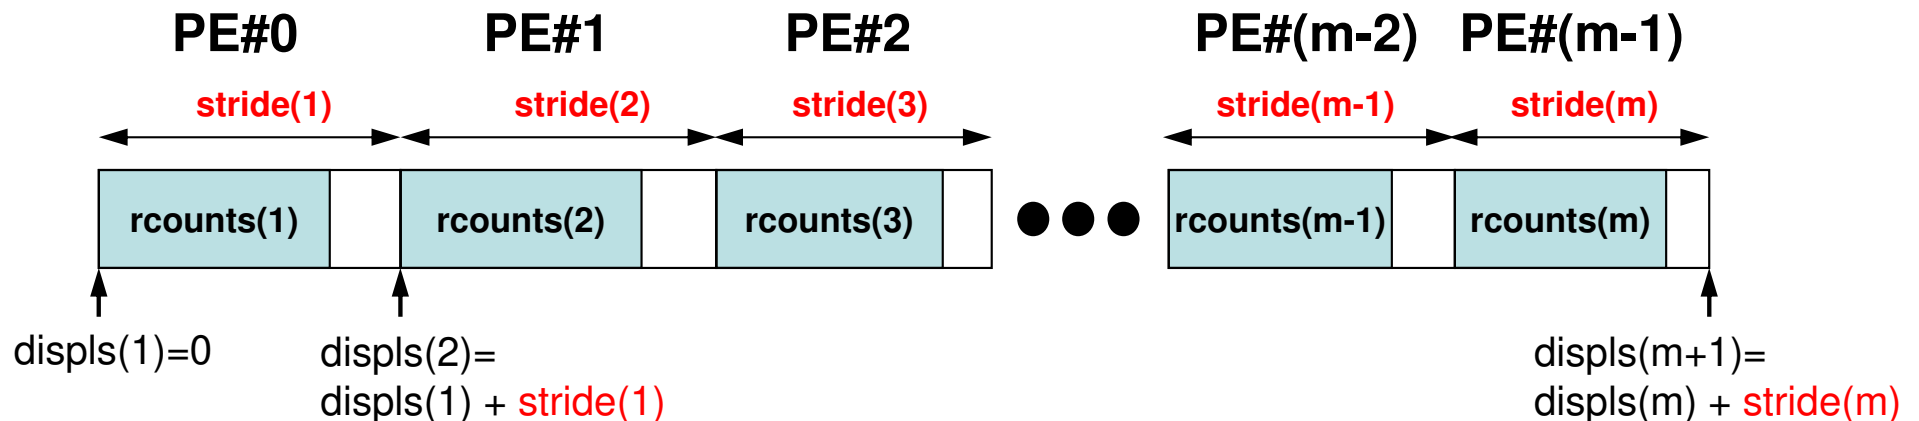 PE#0 PE#1 PE#2 PE#(m-2) PE#(m-1)
stride(1) stride(2) stride(3) stride(m-1) stride(m)
rcounts(1) rcounts(2) rcounts(3) rcounts(m-1) rcounts(m)
displs(1)=0
displs(2)=
displs(1) + stride(1)
displs(m+1)=
displs(m) + stride(m)